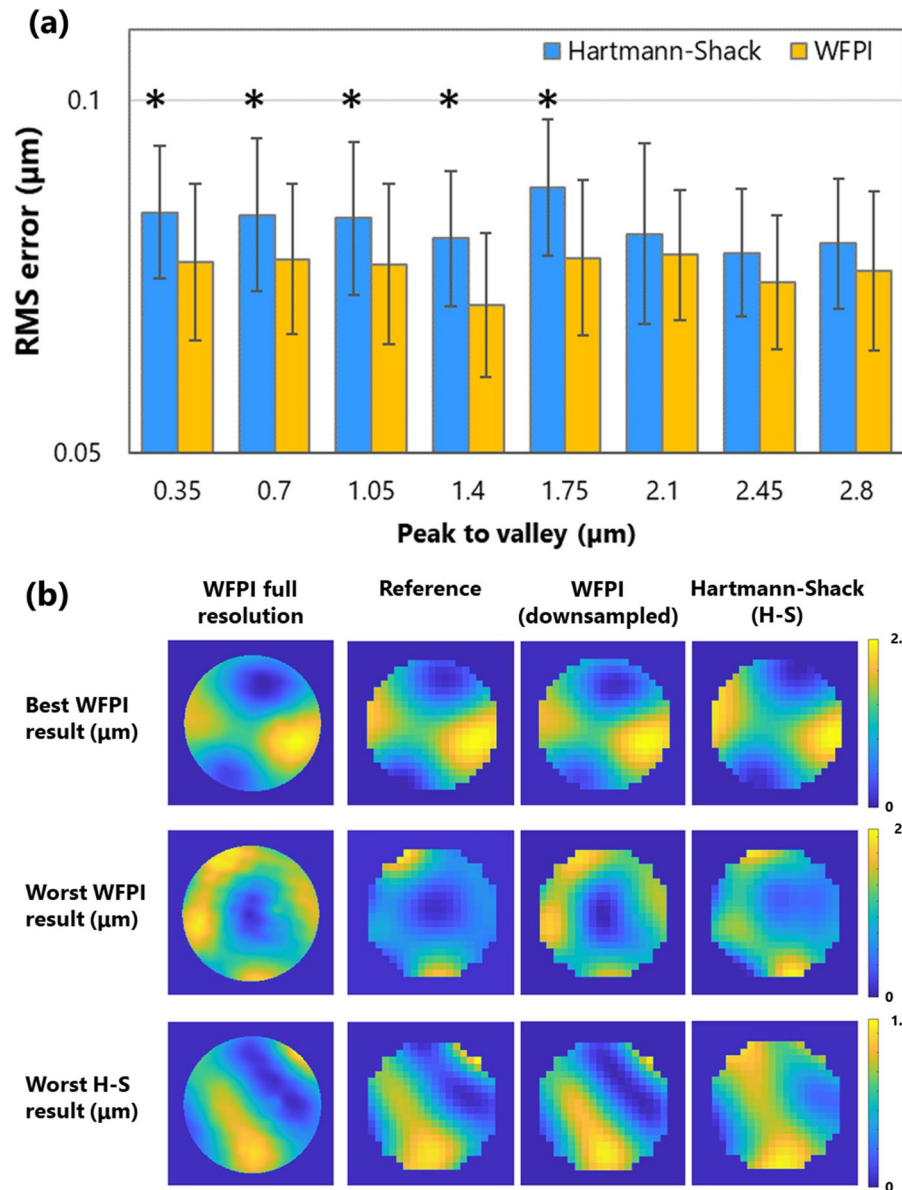 (a)
Hartmann-Shack WFPI
* * * * *
0.1
RMS error (µm)
0.05
0.35 0.7 1.05 1.4 1.75 2.1 2.45 2.8
Peak to valley (µm)
(b)
WFPI full
resolution
Reference
WFPI
(downsampled)
Hartmann-Shack
(H-S)
Best WFPI
result (µm)
2.
0
Worst WFPI
result (µm)
2
0
Worst H-S
result (µm)
1.
0